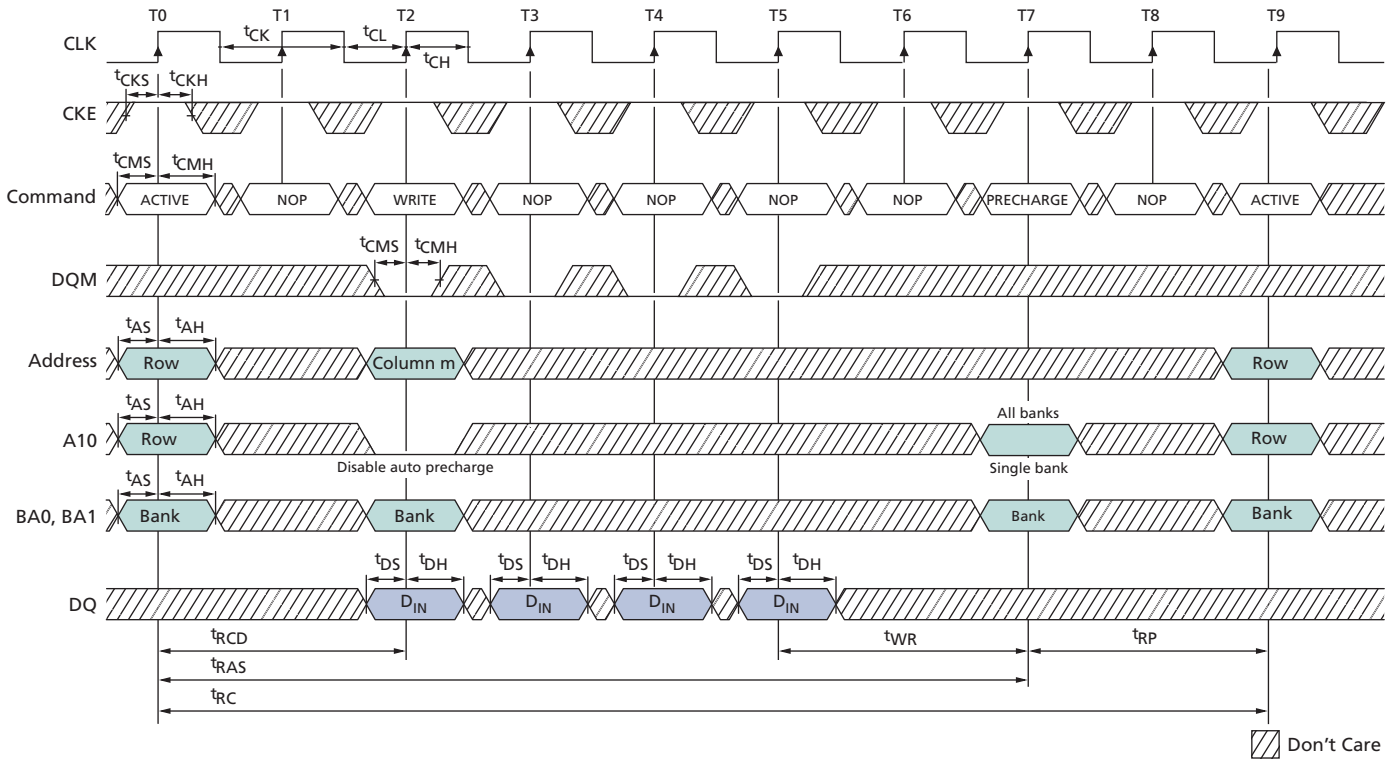 T0 T1 T2 T3 T4 T5 T6 T7 T8 T9
CLK tCK tCL tCH
tCKS tCKH
CKE
tCMS tCMH
Command ACTIVE NOP WRITE NOP NOP NOP NOP PRECHARGE NOP ACTIVE
tCMS tCMH
DQM
tAS tAH
Address Row Column m Row
tAS tAH All banks
A10 Row Row
Disable auto precharge Single bank
tAS tAH
BA0, BA1 Bank Bank Bank Bank
tDS tDH tDS tDH tDS tDH tDS tDH
DQ DIN DIN DIN DIN
tRCD tWR tRP
tRAS
tRC
Don't Care